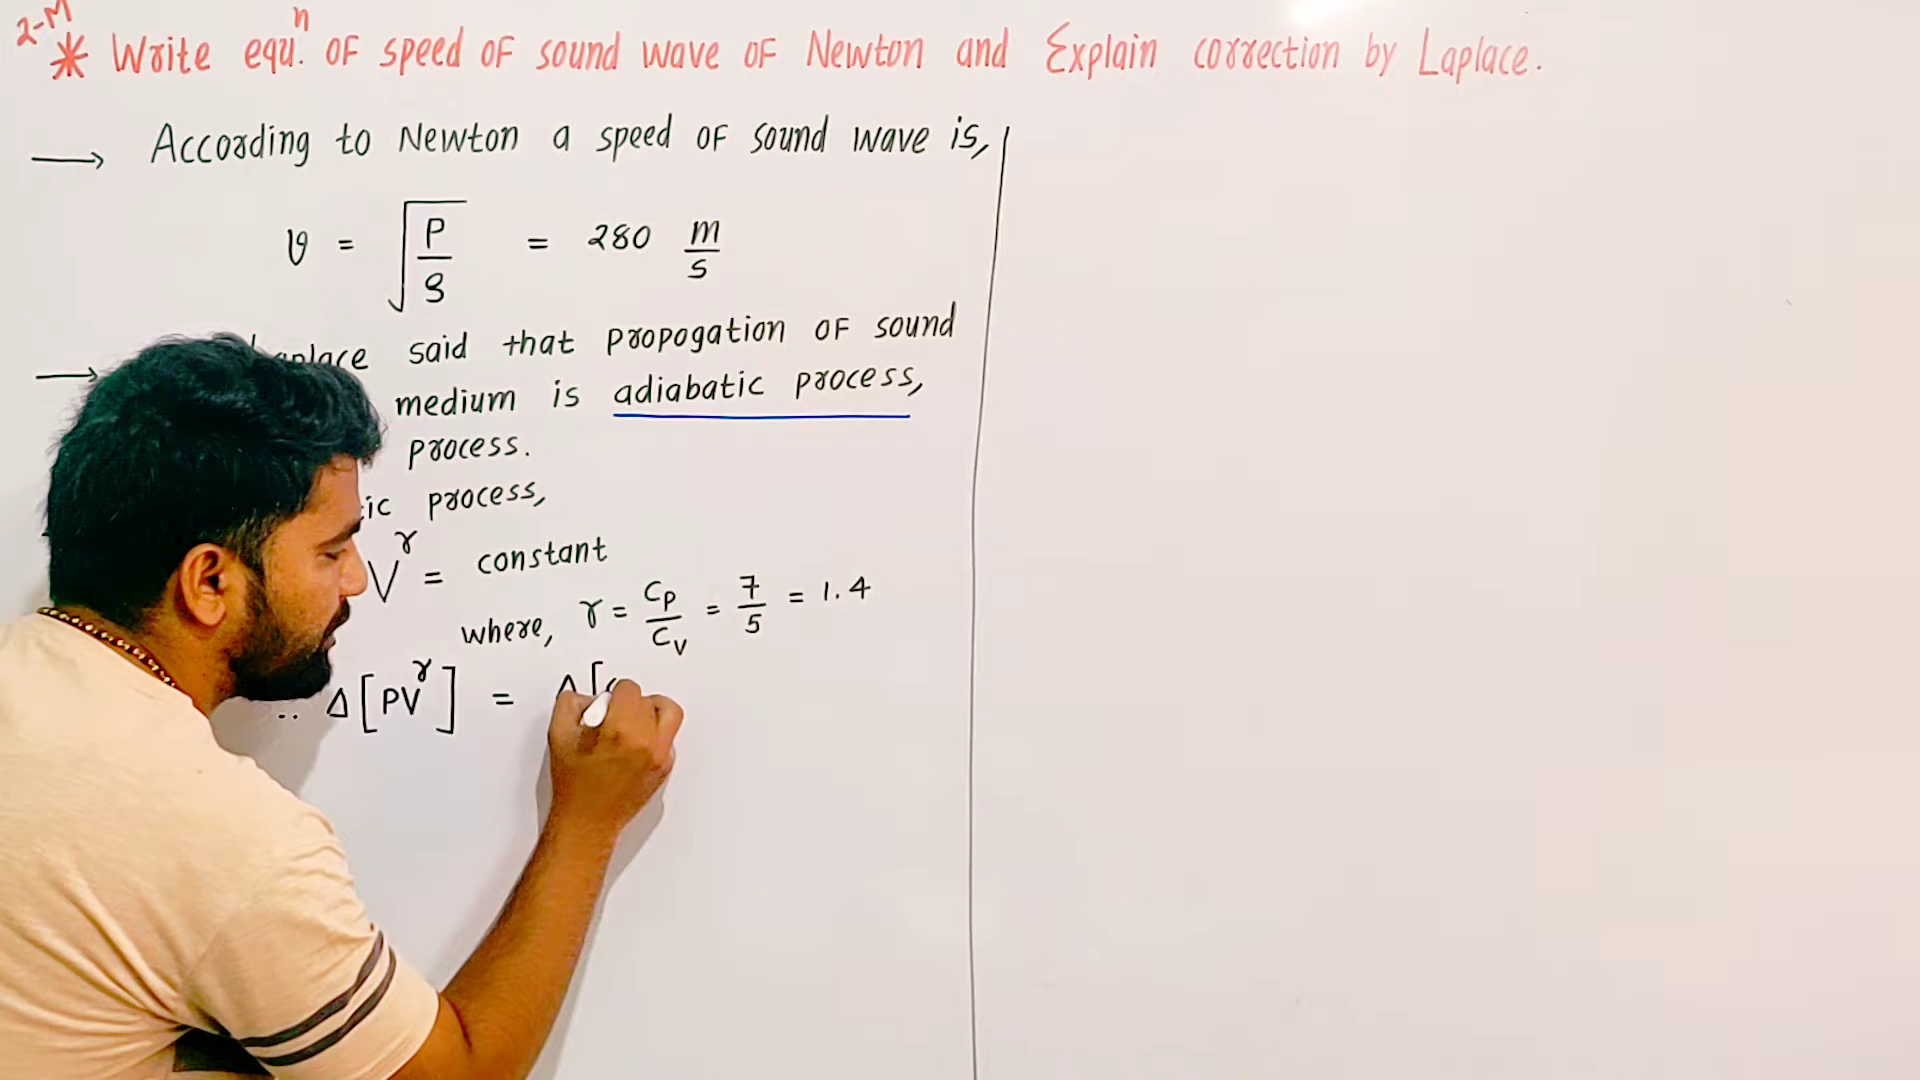 2-M
* Write equ.ⁿ OF speed OF sound wave OF Newton and Explain correction by Laplace.
→ According to Newton a speed OF sound wave is,
v = √(P/ρ) = 280 m/s
→ said that propogation OF sound
medium is adiabatic process,
process.
process,
V^γ = constant
where, γ = CP/CV = 7/5 = 1.4
Δ[PV^γ] = Δ[